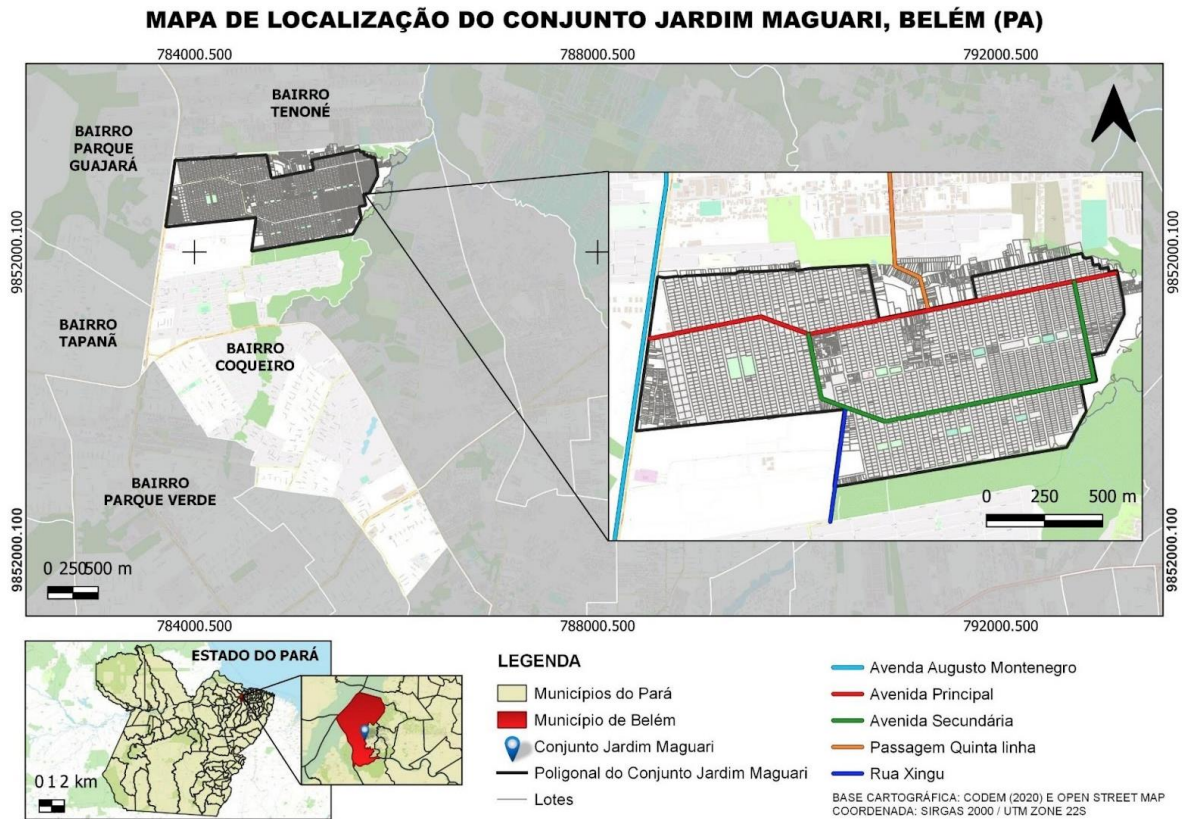 MAPA DE LOCALIZAÇÃO DO CONJUNTO JARDIM MAGUARI, BELÉM (PA)
784000.500
788000.500
792000.500
BAIRRO
TENONÉ
BAIRRO
PARQUE
GUAJARÁ
9852000.100
9852000.100
BAIRRO
TAPANÃ
BAIRRO
COQUEIRO
BAIRRO
PARQUE VERDE
0 250 500 m
9852000.100
9852000.100
0 250500 m
784000.500
788000.500
792000.500
ESTADO DO PARÁ
0 1 2 km
LEGENDA
Municípios do Pará
Município de Belém
Conjunto Jardim Maguari
Poligonal do Conjunto Jardim Maguari
Lotes
Avenda Augusto Montenegro
Avenida Principal
Avenida Secundária
Passagem Quinta linha
Rua Xingu
BASE CARTOGRÁFICA: CODEM (2020) E OPEN STREET MAP
COORDENADA: SIRGAS 2000 / UTM ZONE 22S